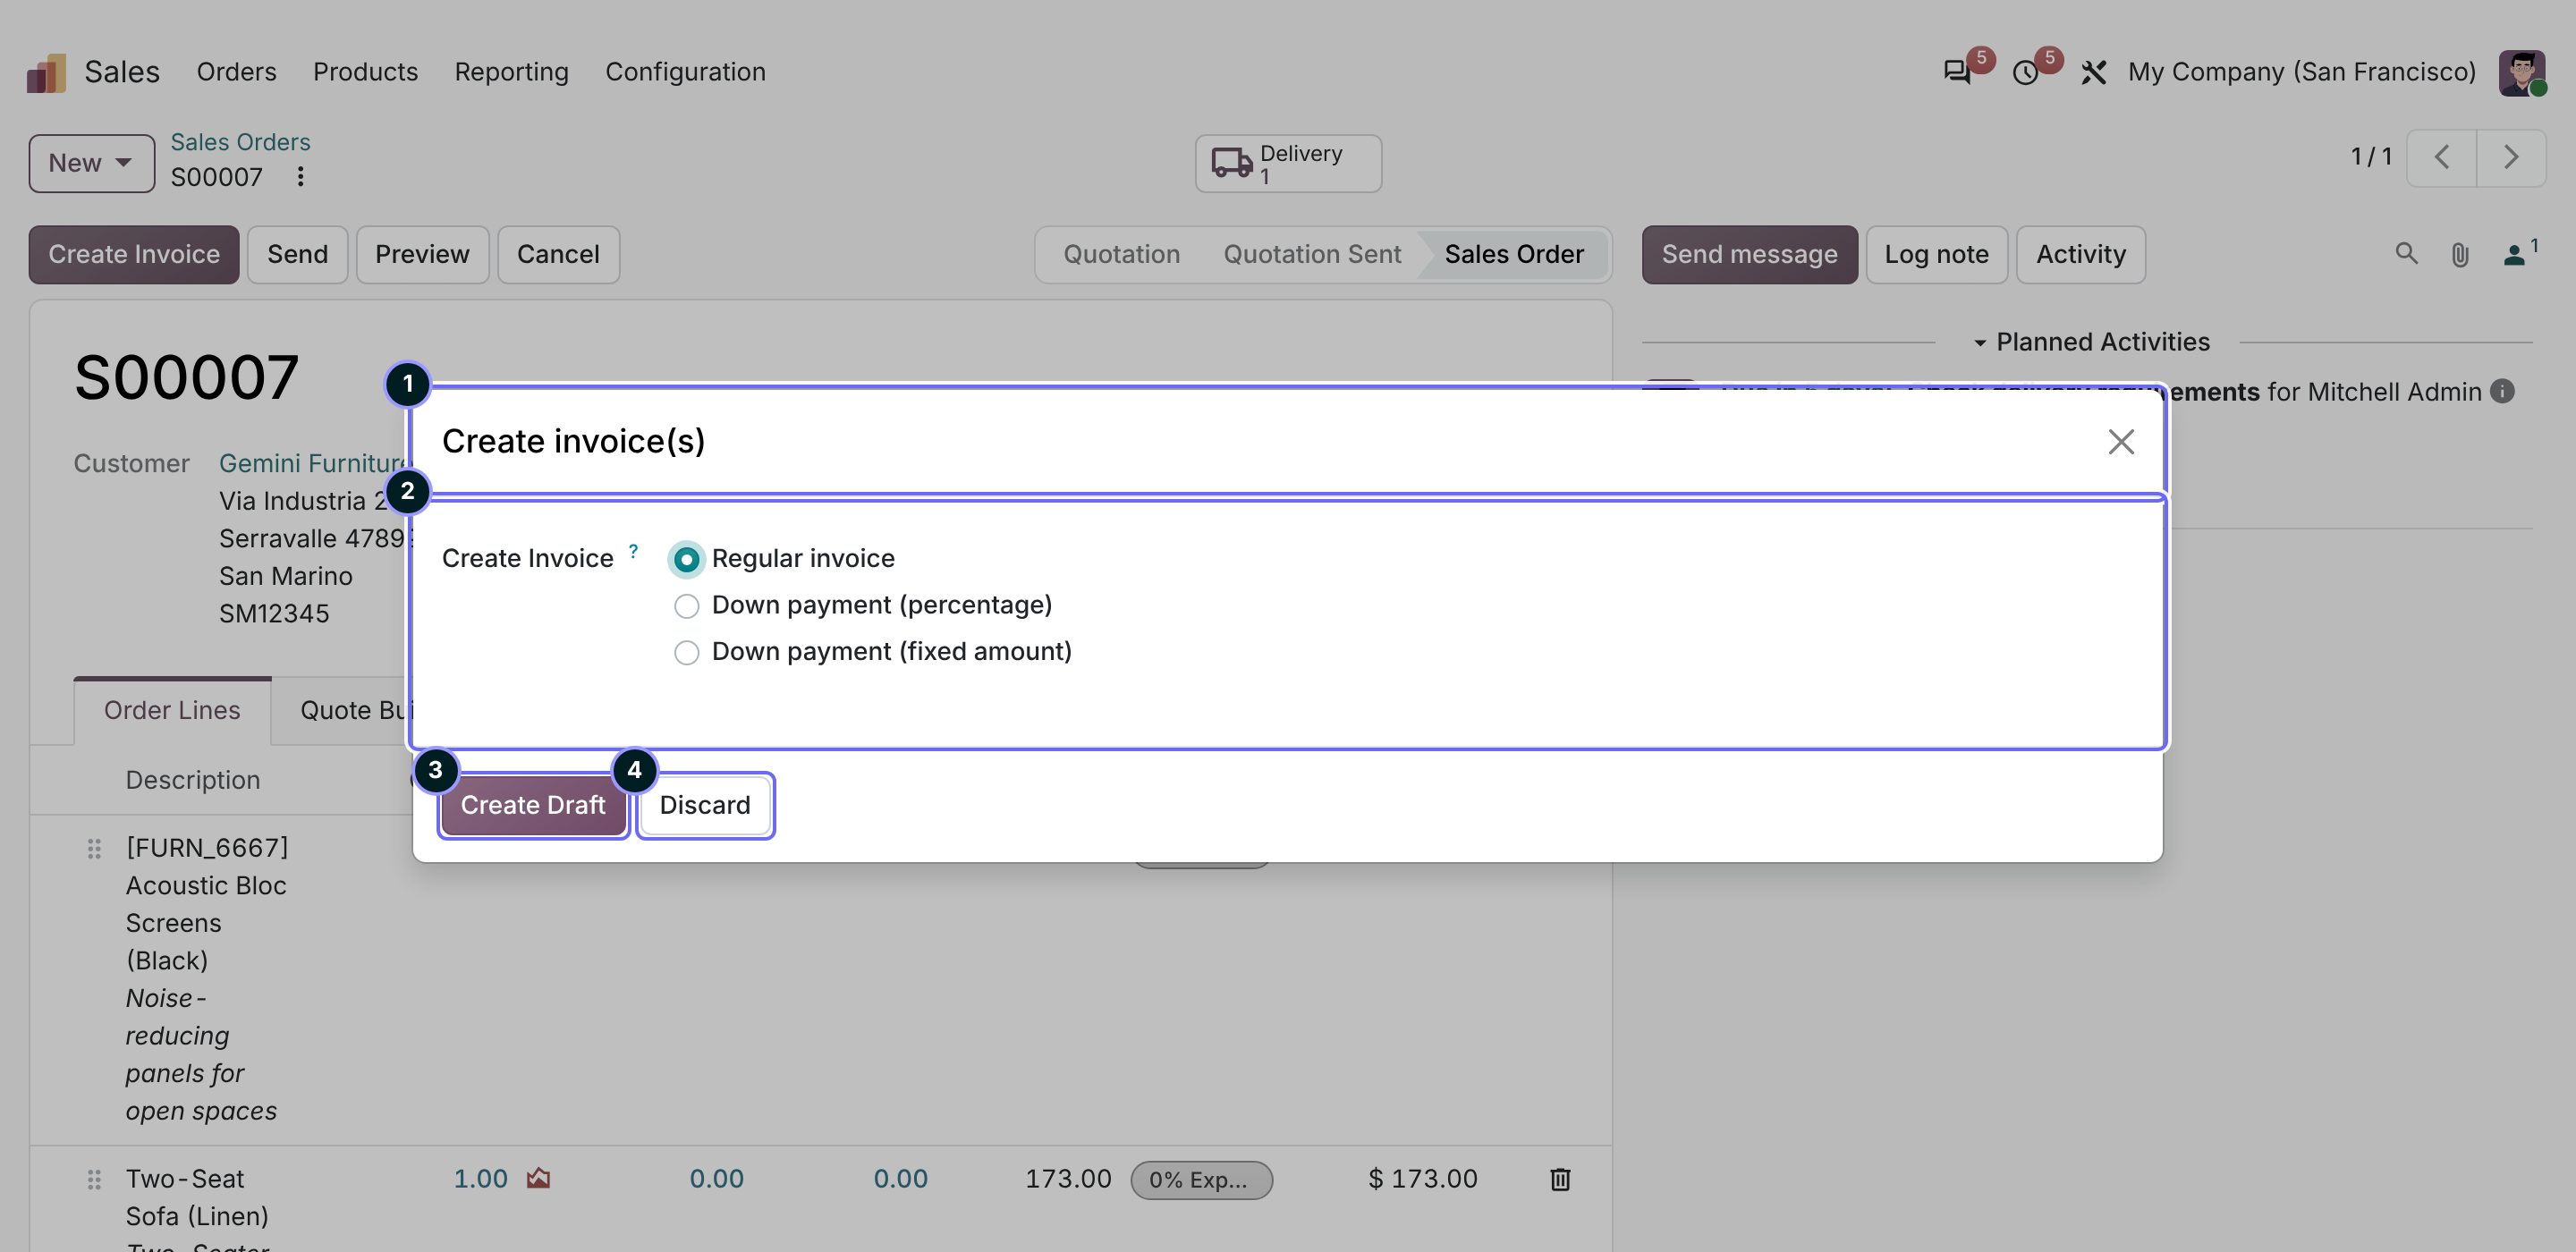 Sales Orders Products Reporting Configuration 5 5 My Company (San Francisco)
New Sales Orders Delivery 1 / 1
S00007 1
Create Invoice Send Preview Cancel Quotation Quotation Sent Sales Order Send message Log note Activity 1
Planned Activities
S00007
1
ements for Mitchell Admin
Create invoice(s)
Customer Gemini Furniture
2
Via Industria
Serravalle
San Marino
SM12345
Create Invoice ? Regular invoice
Down payment (percentage)
Down payment (fixed amount)
Order Lines Quote
3 4
Description
Create Draft Discard
[FURN_6667]
Acoustic Bloc
Screens
(Black)
Noise-
reducing
panels for
open spaces
Two-Seat 1.00 0.00 0.00 173.00 0% Exp... $ 173.00
Sofa (Linen)